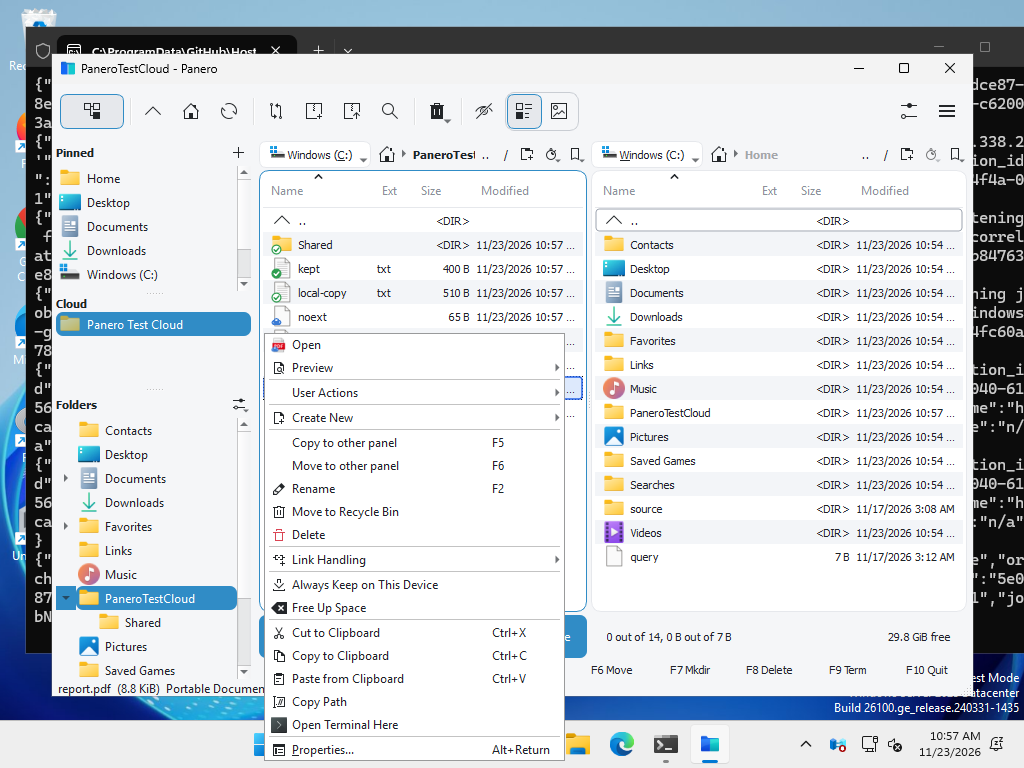 C:\ProgramData\GitHub\Host
PaneroTestCloud - Panero
Pinned
Home
Desktop
Documents
Downloads
Windows (C:)
Cloud
Panero Test Cloud
Folders
Contacts
Desktop
Documents
Downloads
Favorites
Links
Music
PaneroTestCloud
Shared
Pictures
Saved Games
report.pdf (8.8 KiB) Portable Documen
Windows (C:) PaneroTest .. /
Name Ext Size Modified
.. <DIR>
Shared <DIR> 11/23/2026 10:57 ...
kept txt 400 B 11/23/2026 10:57 ...
local-copy txt 510 B 11/23/2026 10:57 ...
noext 65 B 11/23/2026 10:57 ...
Open
Preview
User Actions
Create New
Copy to other panel F5
Move to other panel F6
Rename F2
Move to Recycle Bin
Delete
Link Handling
Always Keep on This Device
Free Up Space
Cut to Clipboard Ctrl+X
Copy to Clipboard Ctrl+C
Paste from Clipboard Ctrl+V
Copy Path
Open Terminal Here
Properties... Alt+Return
Windows (C:) Home .. /
Name Ext Size Modified
.. <DIR>
Contacts <DIR> 11/23/2026 10:54 ...
Desktop <DIR> 11/23/2026 10:54 ...
Documents <DIR> 11/23/2026 10:54 ...
Downloads <DIR> 11/23/2026 10:54 ...
Favorites <DIR> 11/23/2026 10:54 ...
Links <DIR> 11/23/2026 10:54 ...
Music <DIR> 11/23/2026 10:54 ...
PaneroTestCloud <DIR> 11/23/2026 10:57 ...
Pictures <DIR> 11/23/2026 10:54 ...
Saved Games <DIR> 11/23/2026 10:54 ...
Searches <DIR> 11/23/2026 10:54 ...
source <DIR> 11/17/2026 3:08 AM
Videos <DIR> 11/23/2026 10:54 ...
query 7 B 11/17/2026 3:12 AM
0 out of 14, 0 B out of 7 B 29.8 GiB free
F6 Move F7 Mkdir F8 Delete F9 Term F10 Quit
est Mode
atacenter
Build 26100.ge_release.240331-1435
10:57 AM
11/23/2026